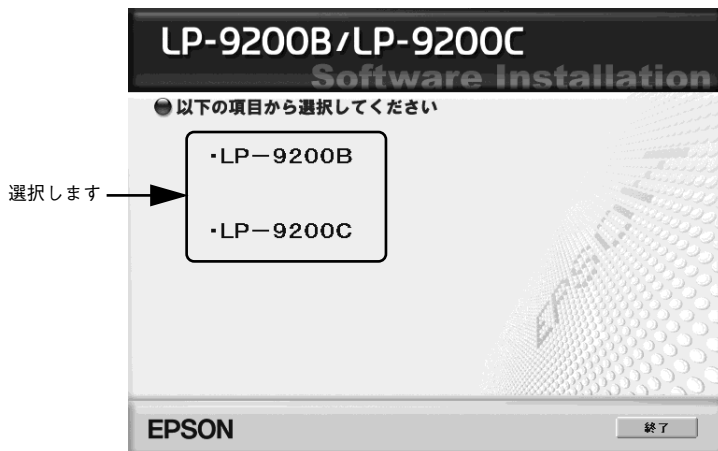 LP-9200B/LP-9200C
Software Installation
以下の項目から選択してください
・LP－9200B
選択します
・LP－9200C
EPSON
EPSON
終了